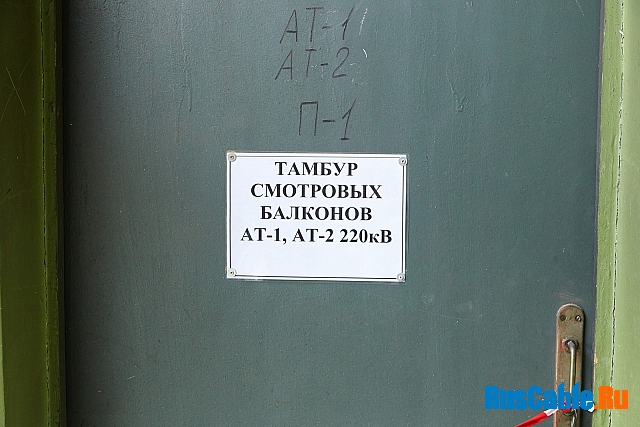 АТ-1
АТ-2
П-1
ТАМБУР
СМОТРОВЫХ
БАЛКОНОВ
АТ-1, АТ-2 220кВ
RusCable.Ru